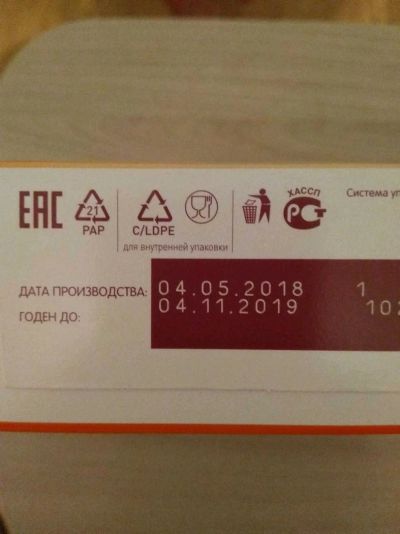 ХАССП
Система уп
EAC
21
PAP
C/LDPE
РСТ
для внутренней упаковки
ДАТА ПРОИЗВОДСТВА: 04.05.2018 1
ГОДЕН ДО: 04.11.2019 102